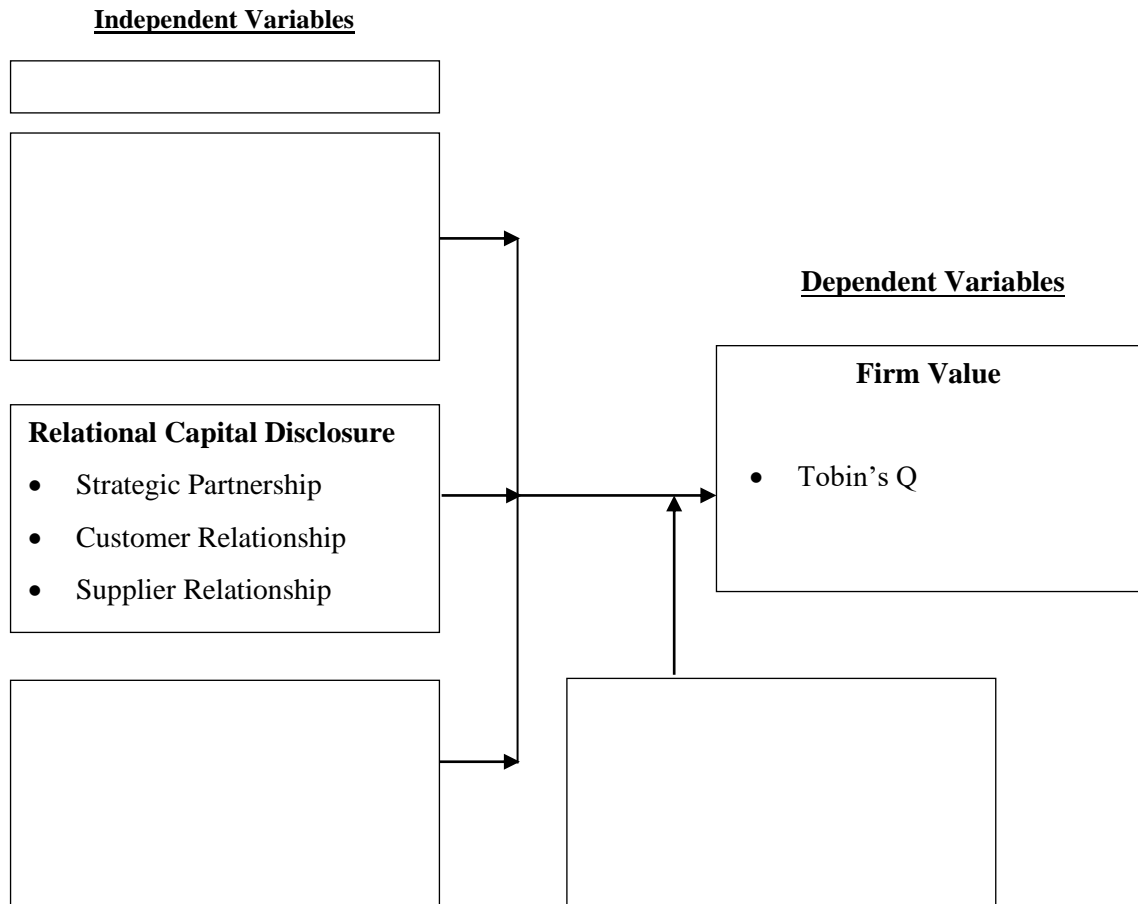 Independent Variables
Dependent Variables
Firm Value
• Tobin’s Q
Relational Capital Disclosure
• Strategic Partnership
• Customer Relationship
• Supplier Relationship